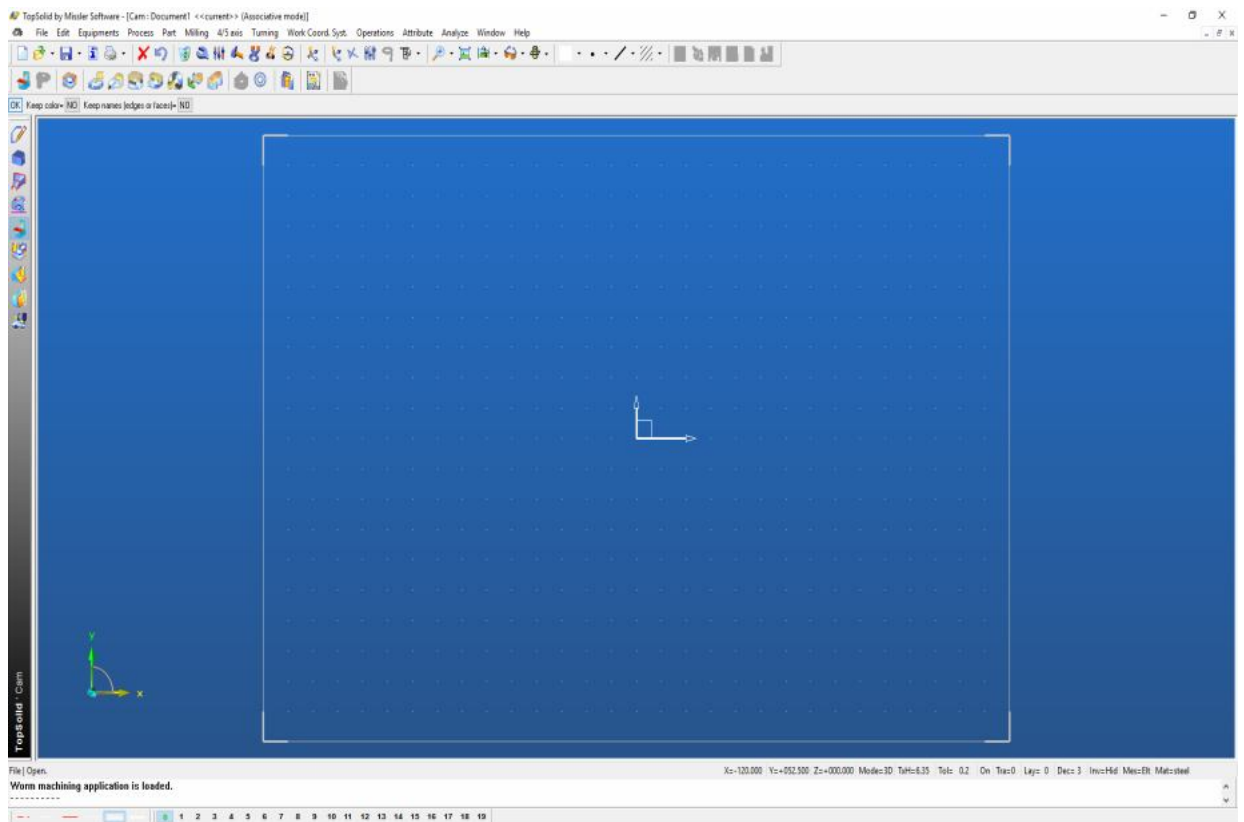 TopSolid by Missler Software - [Cam : Document1 <<current>> (Associative mode)]
File Edit Equipments Process Part Milling 4/5 axis Turning Work Coord. Syst. Operations Attribute Analyze Window Help
OK Keep color= NO Keep names (edges or faces)= NO
y
x
TopSolid'Cam
File | Open.
X=-120.000 Y=+052.500 Z=+000.000 Mode=3D TxH=6.35 Tol= 0.2 On Tra=0 Lay= 0 Dec= 3 Inv=Hid Mes=Elt Mat=steel
Worm machining application is loaded.
----------
0 1 2 3 4 5 6 7 8 9 10 11 12 13 14 15 16 17 18 19